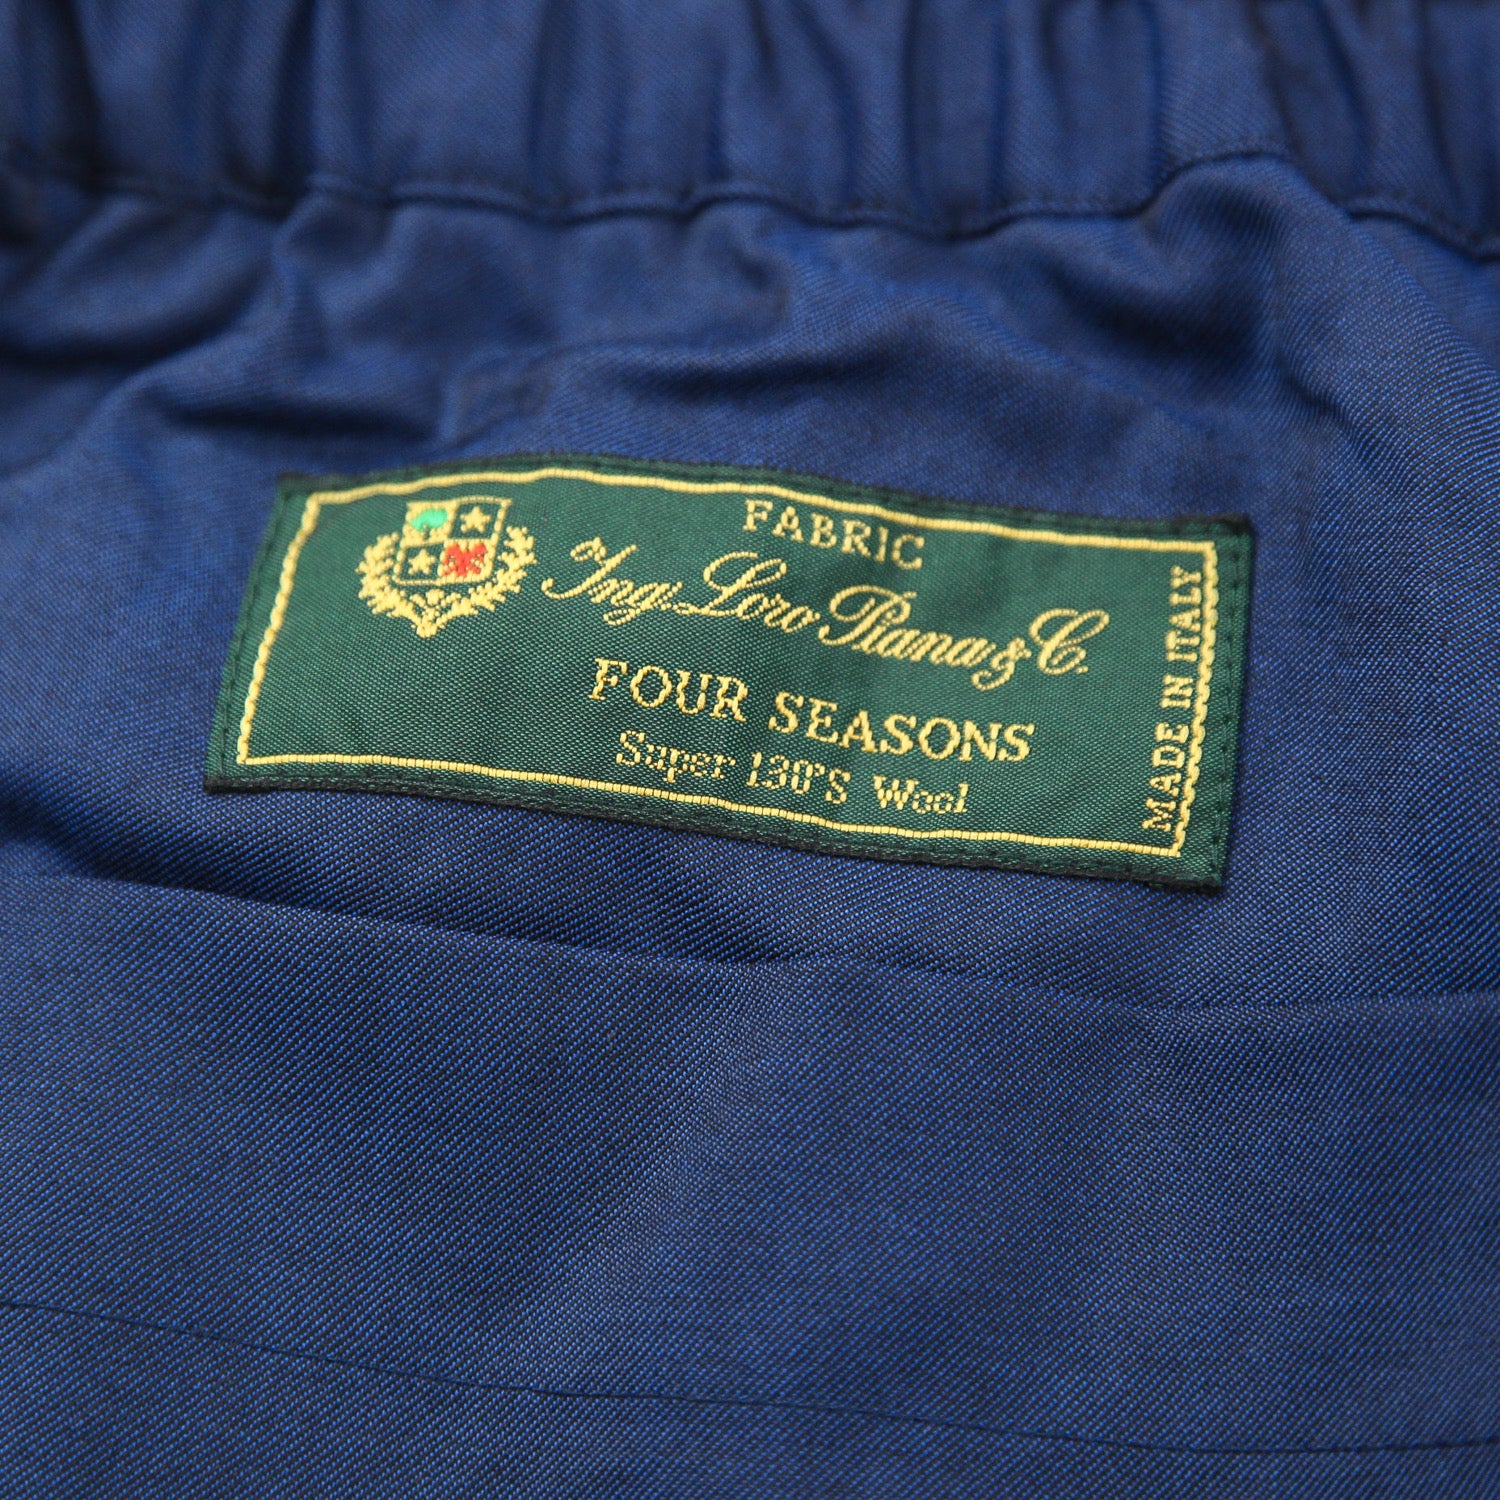 FABRIC
Ing. Loro Piana & C.
FOUR SEASONS
Super 130'S Wool
MADE IN ITALY